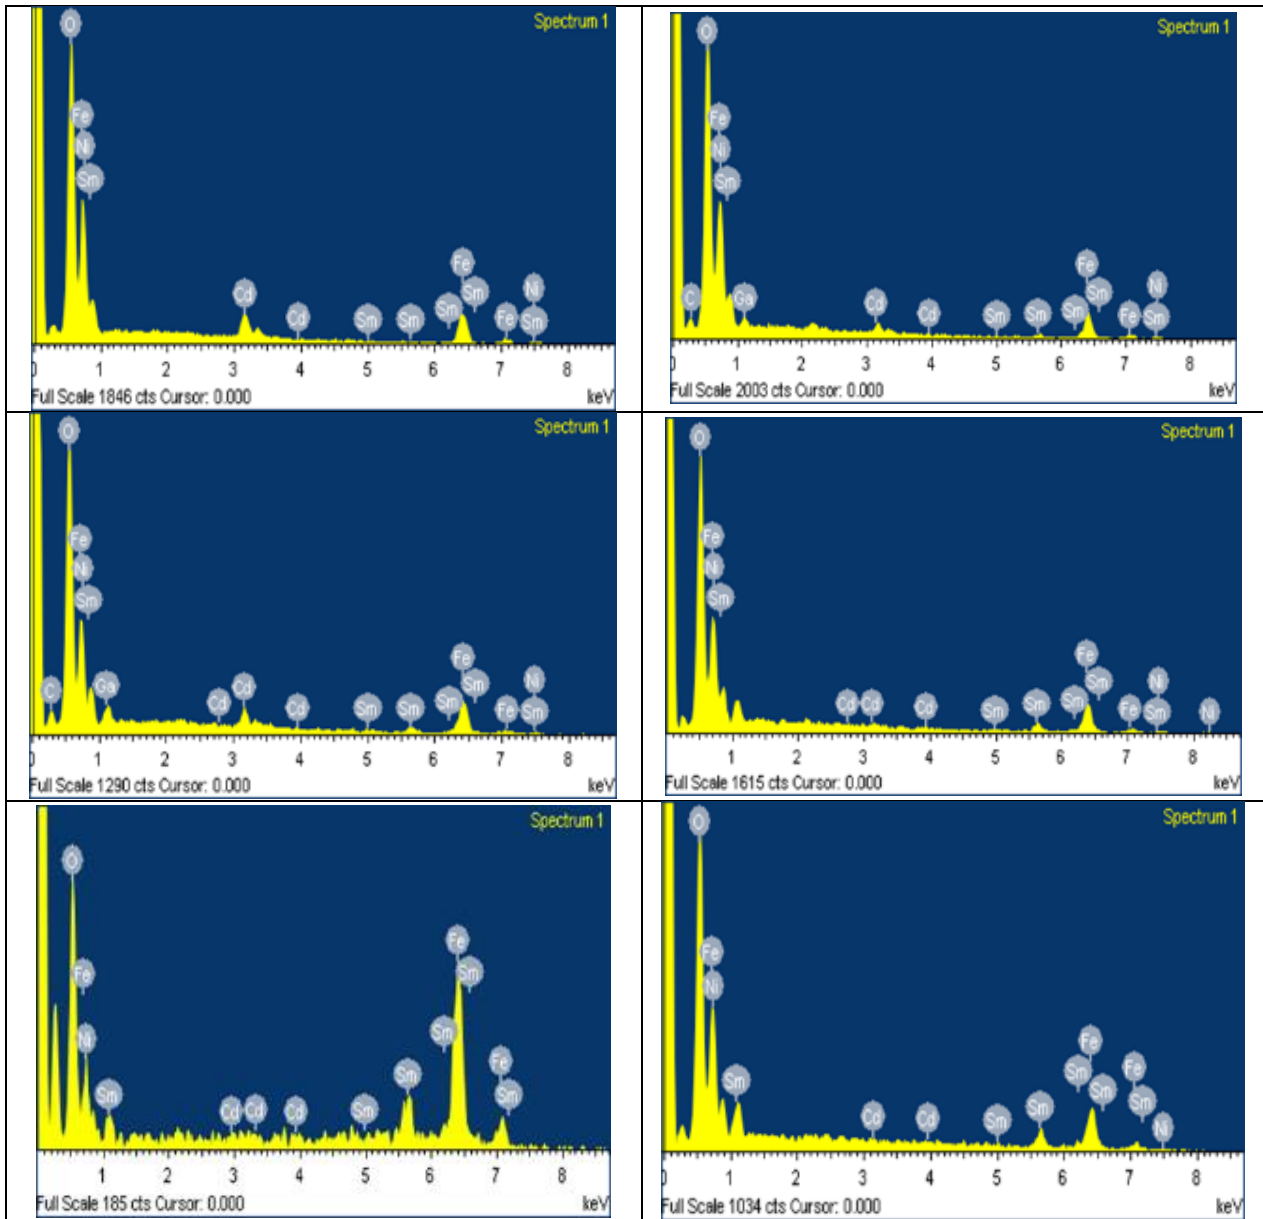 Spectrum 1
O
Fe
Ni
Sm
Cd
Cd
Sm
Sm
Sm
Fe
Sm
Fe
Ni
Sm
0 1 2 3 4 5 6 7 8
Full Scale 1846 cts Cursor: 0.000 keV
Spectrum 1
O
Fe
Ni
Sm
C
Ga
Cd
Cd
Sm
Sm
Sm
Fe
Sm
Fe
Ni
Sm
0 1 2 3 4 5 6 7 8
Full Scale 2003 cts Cursor: 0.000 keV
Spectrum 1
O
Fe
Ni
Sm
C
Ga
Cd
Cd
Cd
Sm
Sm
Sm
Fe
Sm
Fe
Ni
Sm
0 1 2 3 4 5 6 7 8
Full Scale 1290 cts Cursor: 0.000 keV
Spectrum 1
O
Fe
Ni
Sm
Cd
Cd
Cd
Sm
Sm
Sm
Fe
Sm
Fe
Ni
Sm
Ni
1 2 3 4 5 6 7 8
Full Scale 1615 cts Cursor: 0.000 keV
Spectrum 1
O
Fe
Ni
Sm
Cd
Cd
Cd
Sm
Sm
Sm
Fe
Sm
Fe
Sm
1 2 3 4 5 6 7 8
Full Scale 185 cts Cursor: 0.000 keV
Spectrum 1
O
Fe
Ni
Sm
Cd
Cd
Sm
Sm
Sm
Fe
Sm
Fe
Sm
Ni
0 1 2 3 4 5 6 7 8
Full Scale 1034 cts Cursor: 0.000 keV